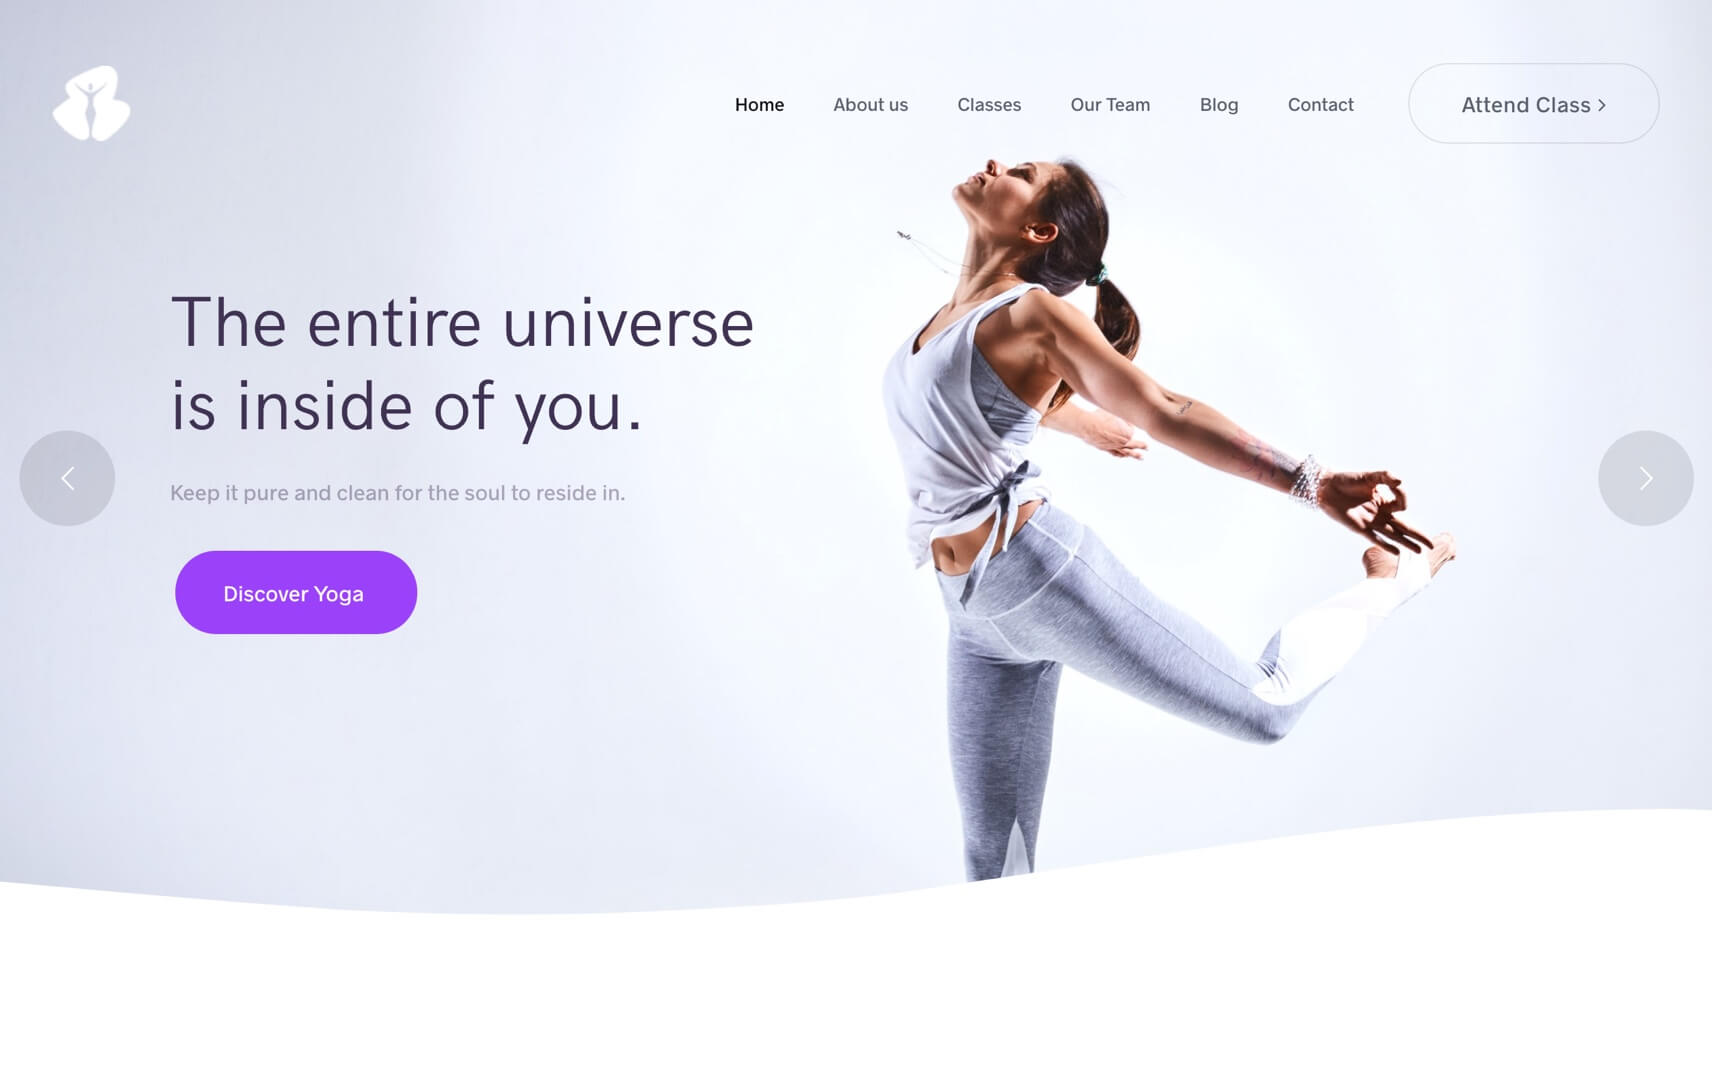 Home
About us
Classes
Our Team
Blog
Contact
Attend Class
The entire universe
is inside of you.
Keep it pure and clean for the soul to reside in.
Discover Yoga